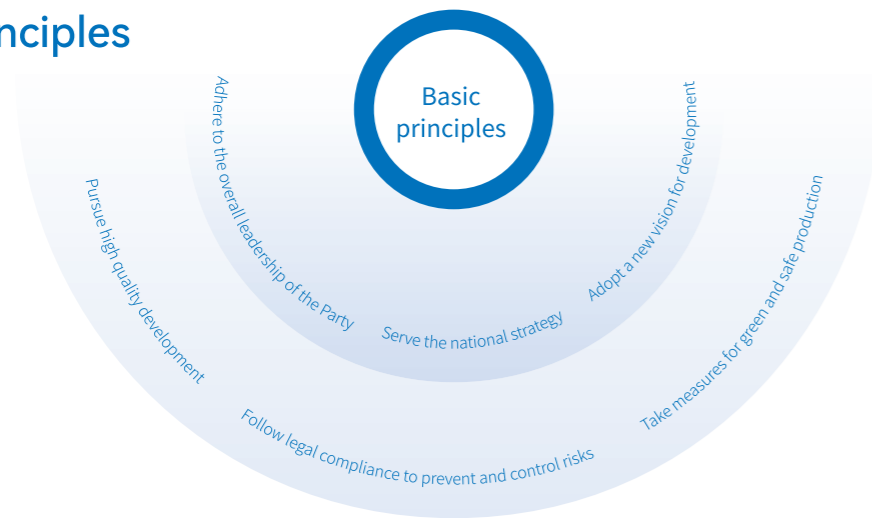 nciples
Basic
principles
Adhere to the overall leadership of the Party
Serve the national strategy
Adopt a new vision for development
Pursue high quality development
Follow legal compliance to prevent and control risks
Take measures for green and safe production